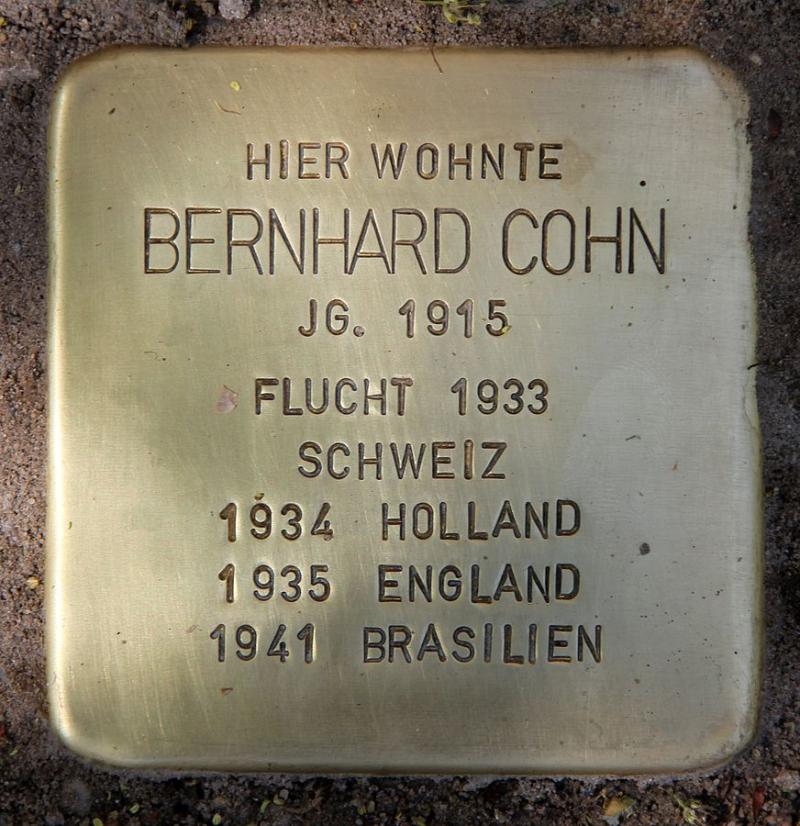 HIER WOHNTE
BERNHARD COHN
JG. 1915
FLUCHT 1933
SCHWEIZ
1934 HOLLAND
1935 ENGLAND
1941 BRASILIEN